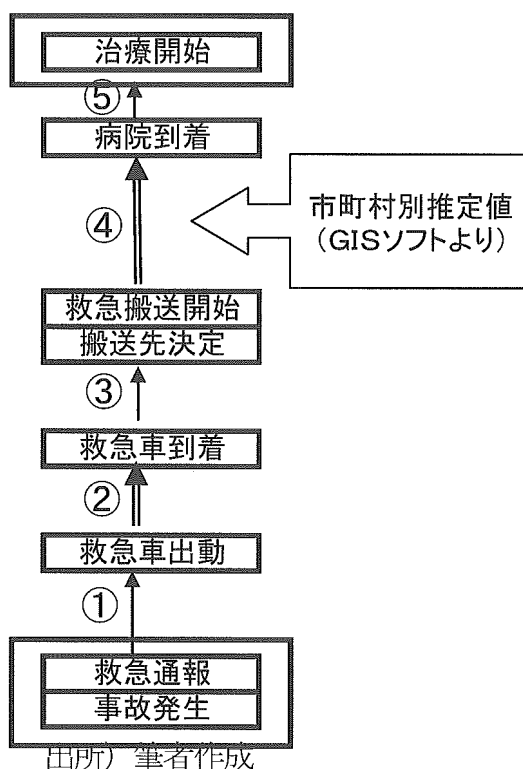 治療開始
⑤
病院到着
④
市町村別推定値
（GISソフトより）
救急搬送開始
搬送先決定
③
救急車到着
②
救急車出動
①
救急通報
事故発生
出所）筆者作成